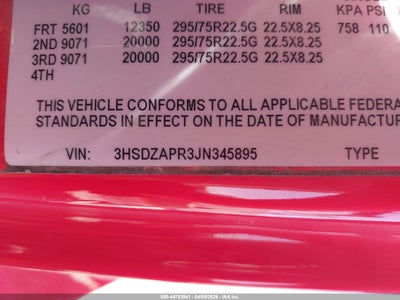 KG LB TIRE RIM KPA PSI
FRT 5601 12350 295/75R22.5G 22.5X8.25 758 110
2ND 9071 20000 295/75R22.5G 22.5X8.25
3RD 9071 20000 295/75R22.5G 22.5X8.25
4TH
THIS VEHICLE CONFORMS TO ALL APPLICABLE FEDERA
STANDARDS IN EFFECT ON THE DATE OF MANUFACTUR
VIN: 3HSDZAPR3JN345895 TYPE